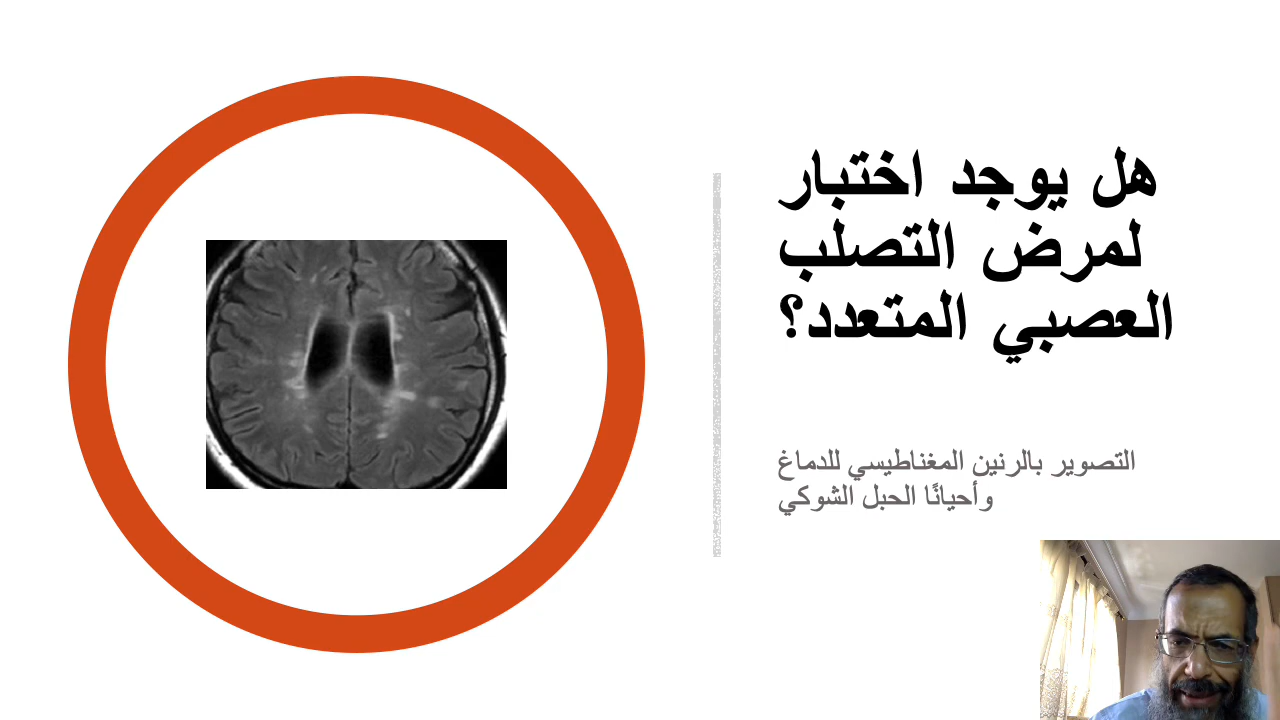 هل يوجد اختبار
لمرض التصلب
العصبي المتعدد؟
التصوير بالرنين المغناطيسي للدماغ
وأحيانًا الحبل الشوكي